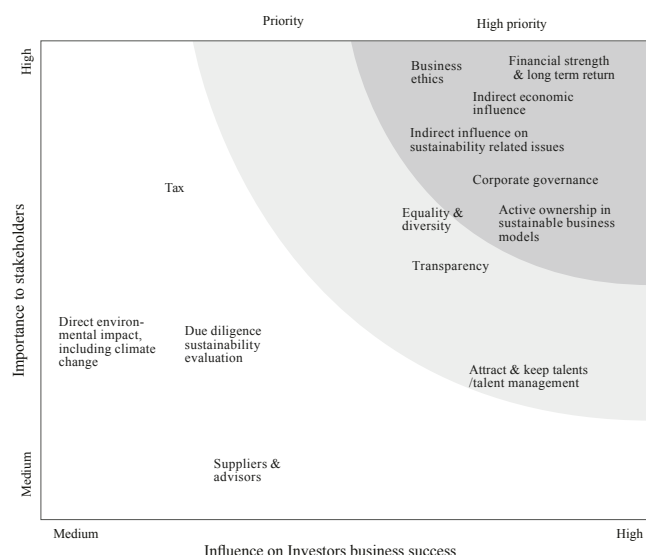 Priority
High priority
High
Business
ethics
Financial strength
& long term return
Indirect economic
influence
Indirect influence on
sustainability related issues
Corporate governance
Tax
Equality &
diversity
Active ownership in
sustainable business
models
Transparency
Importance to stakeholders
Direct environ-
mental impact,
including climate
change
Due diligence
sustainability
evaluation
Attract & keep talents
/talent management
Suppliers &
advisors
Medium
Medium
High
Influence on Investors business success